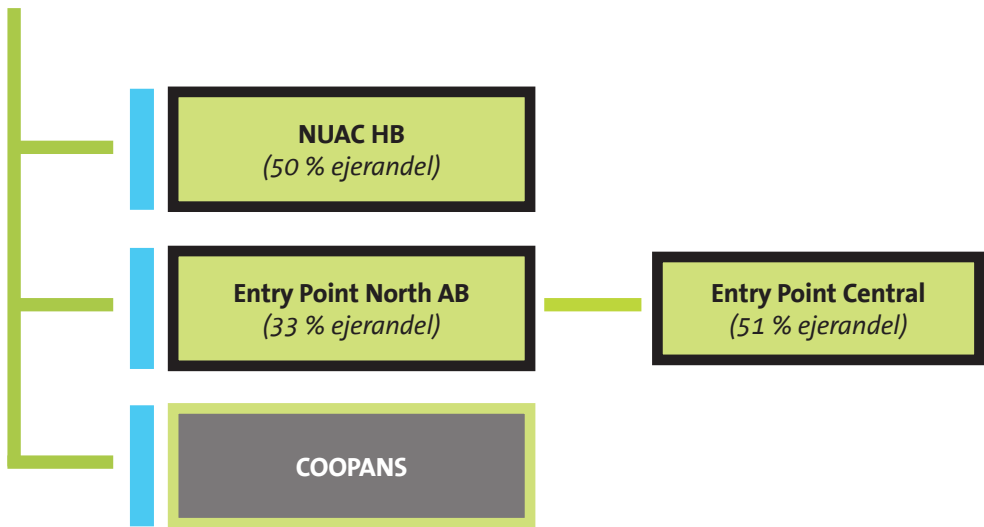 NUAC HB
(50 % ejerandel)
Entry Point North AB
(33 % ejerandel)
Entry Point Central
(51 % ejerandel)
COOPANS